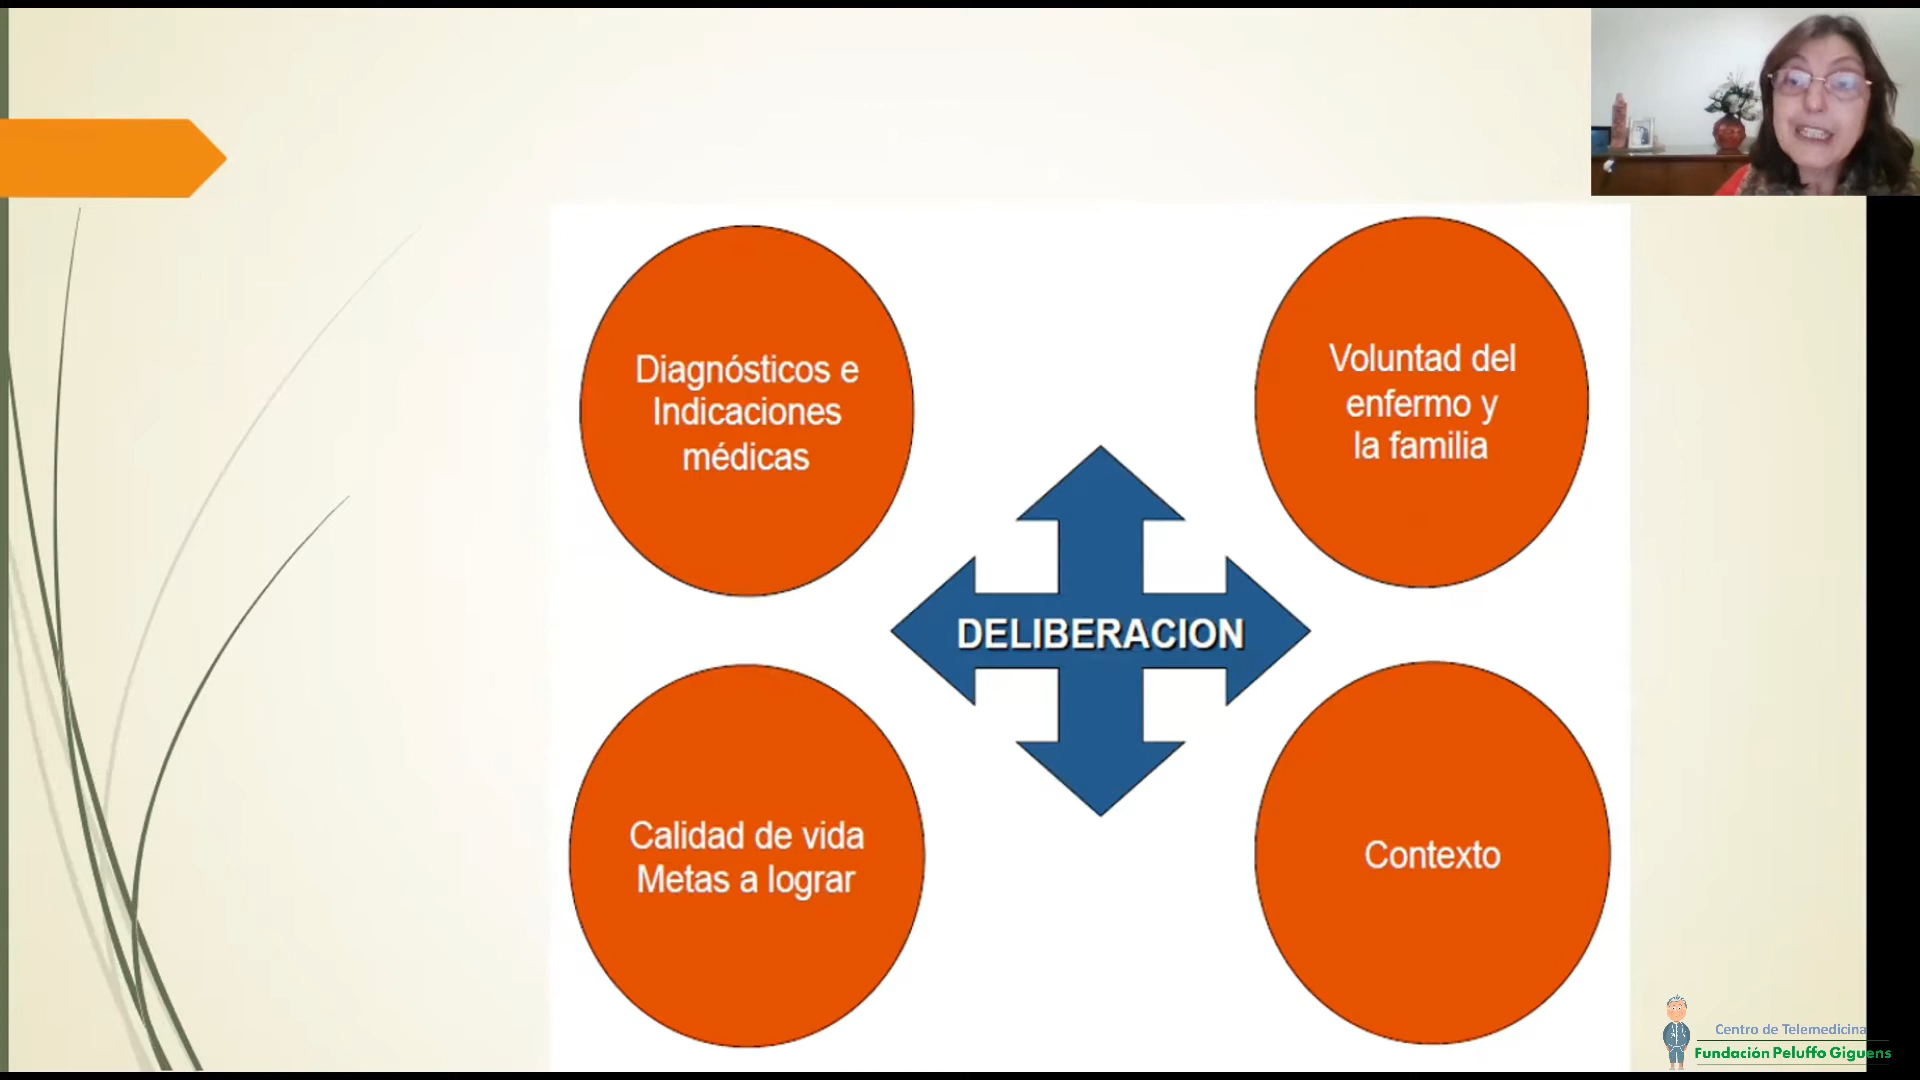 Diagnósticos e
Indicaciones
médicas
Voluntad del
enfermo y
la familia
DELIBERACION
Calidad de vida
Metas a lograr
Contexto
Centro de Telemedicina
Fundación Peluffo Giguens